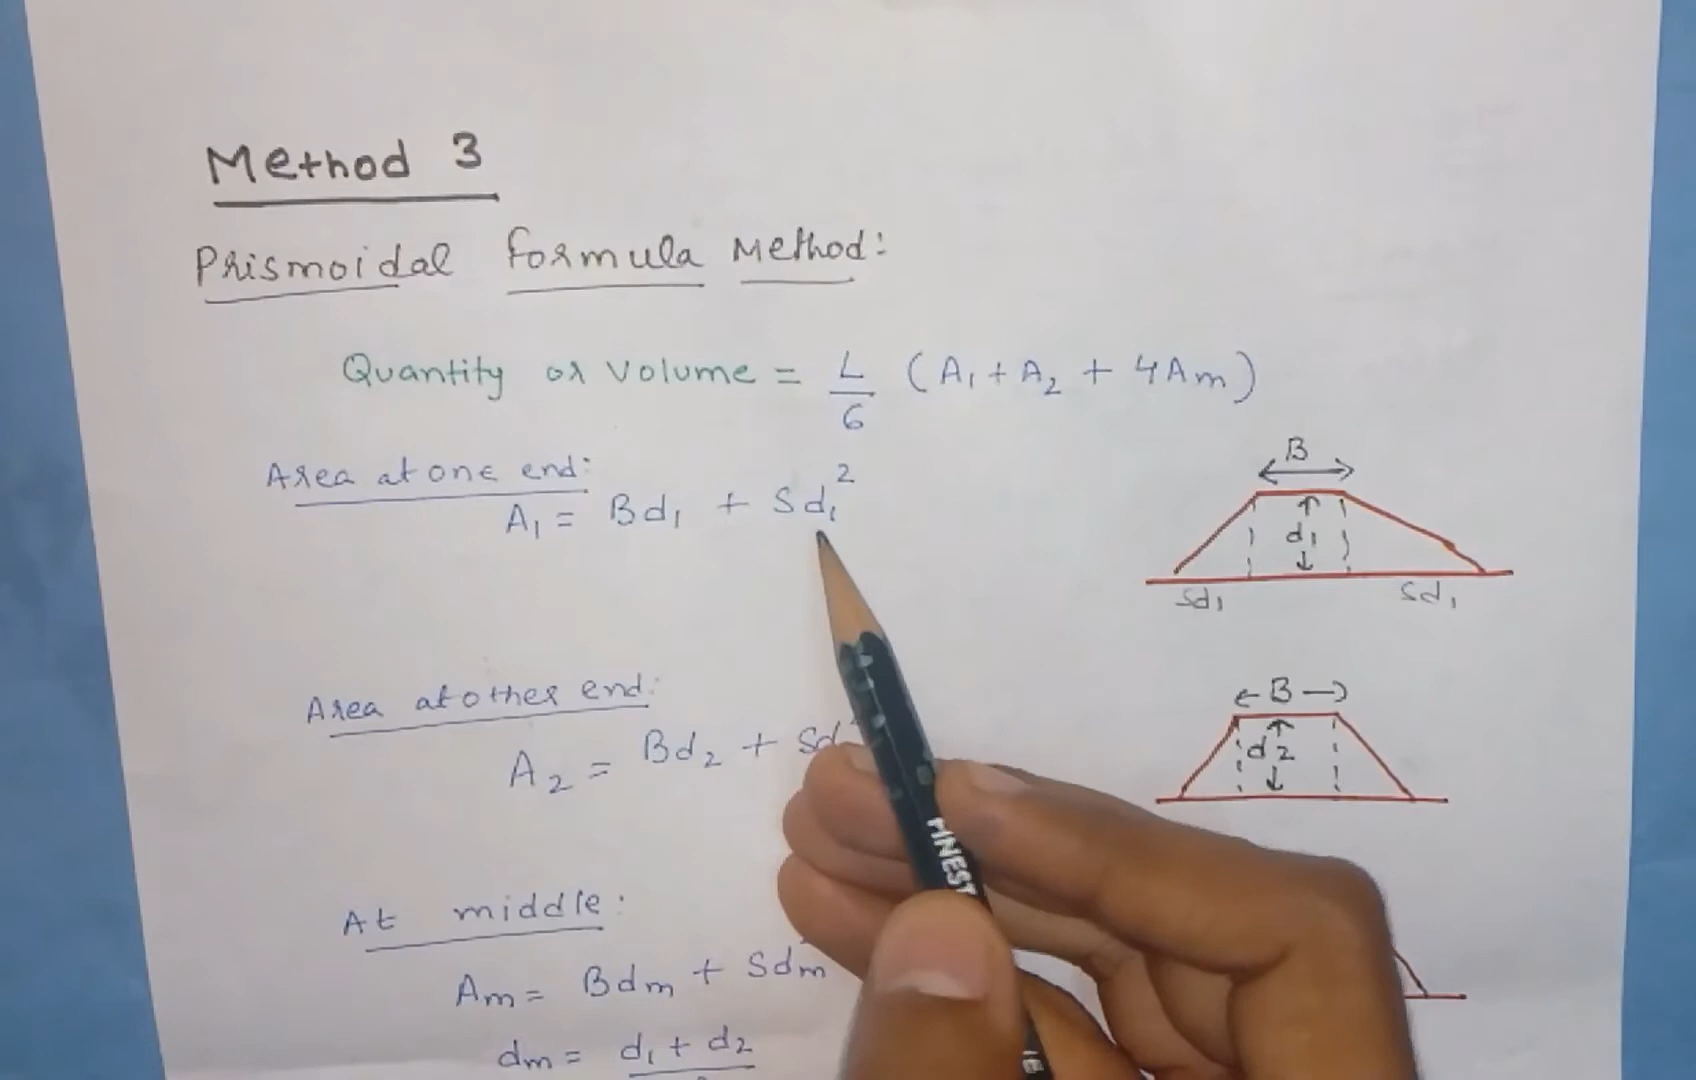 Method 3
Prismoidal formula Method:
Quantity or Volume = L/6 (A₁ + A₂ + 4Am)
Area at one end:
A₁ = Bd₁ + Sd₁²
B
d₁
Sd₁ Sd₁
Area at other end:
A₂ = Bd₂ + Sd
B
d₂
At middle:
Am = Bdm + Sdm
dm = d₁ + d₂
HNEST